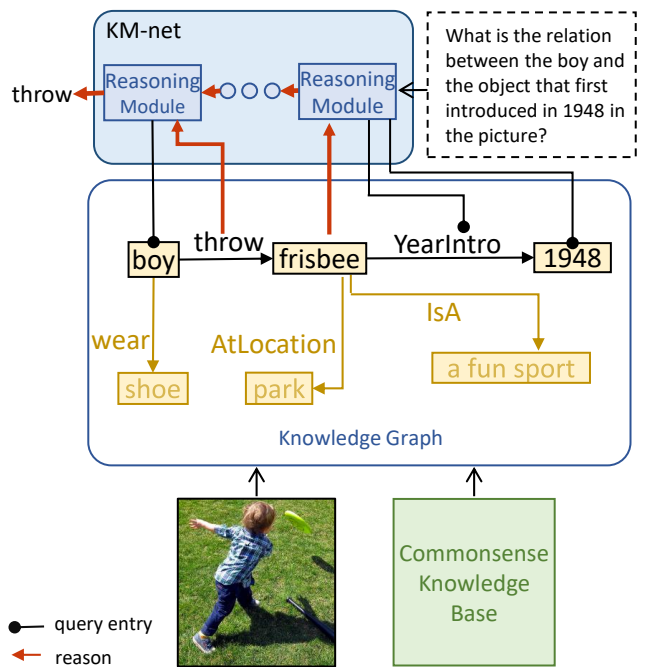 KM-net
Reasoning
Module
Reasoning
Module
throw
What is the relation
between the boy and
the object that first
introduced in 1948 in
the picture?
throw
YearIntro
boy
frisbee
1948
wear
AtLocation
IsA
shoe
park
a fun sport
Knowledge Graph
Commonsense
Knowledge
Base
query entry
reason